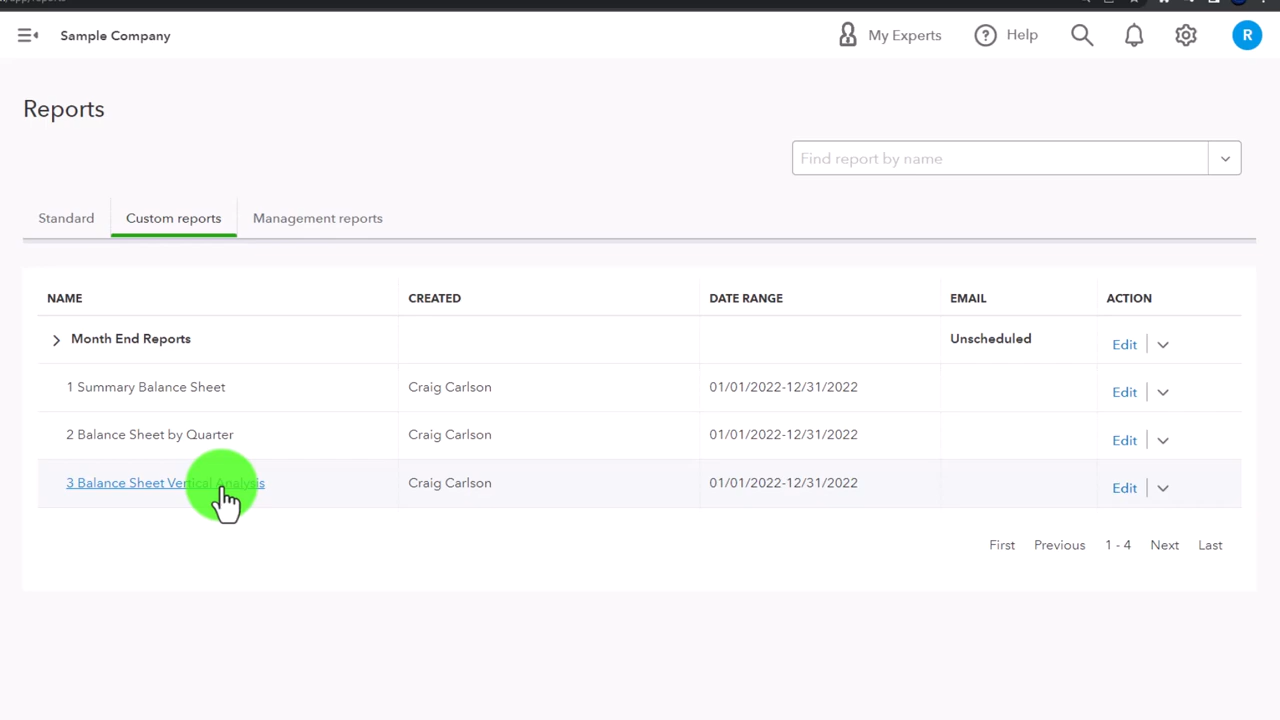 Sample Company
My Experts
Help
R
Reports
Find report by name
Standard
Custom reports
Management reports
NAME CREATED DATE RANGE EMAIL ACTION
Month End Reports Unscheduled Edit
1 Summary Balance Sheet Craig Carlson 01/01/2022-12/31/2022 Edit
2 Balance Sheet by Quarter Craig Carlson 01/01/2022-12/31/2022 Edit
3 Balance Sheet Vertical Analysis Craig Carlson 01/01/2022-12/31/2022 Edit
First Previous 1 - 4 Next Last